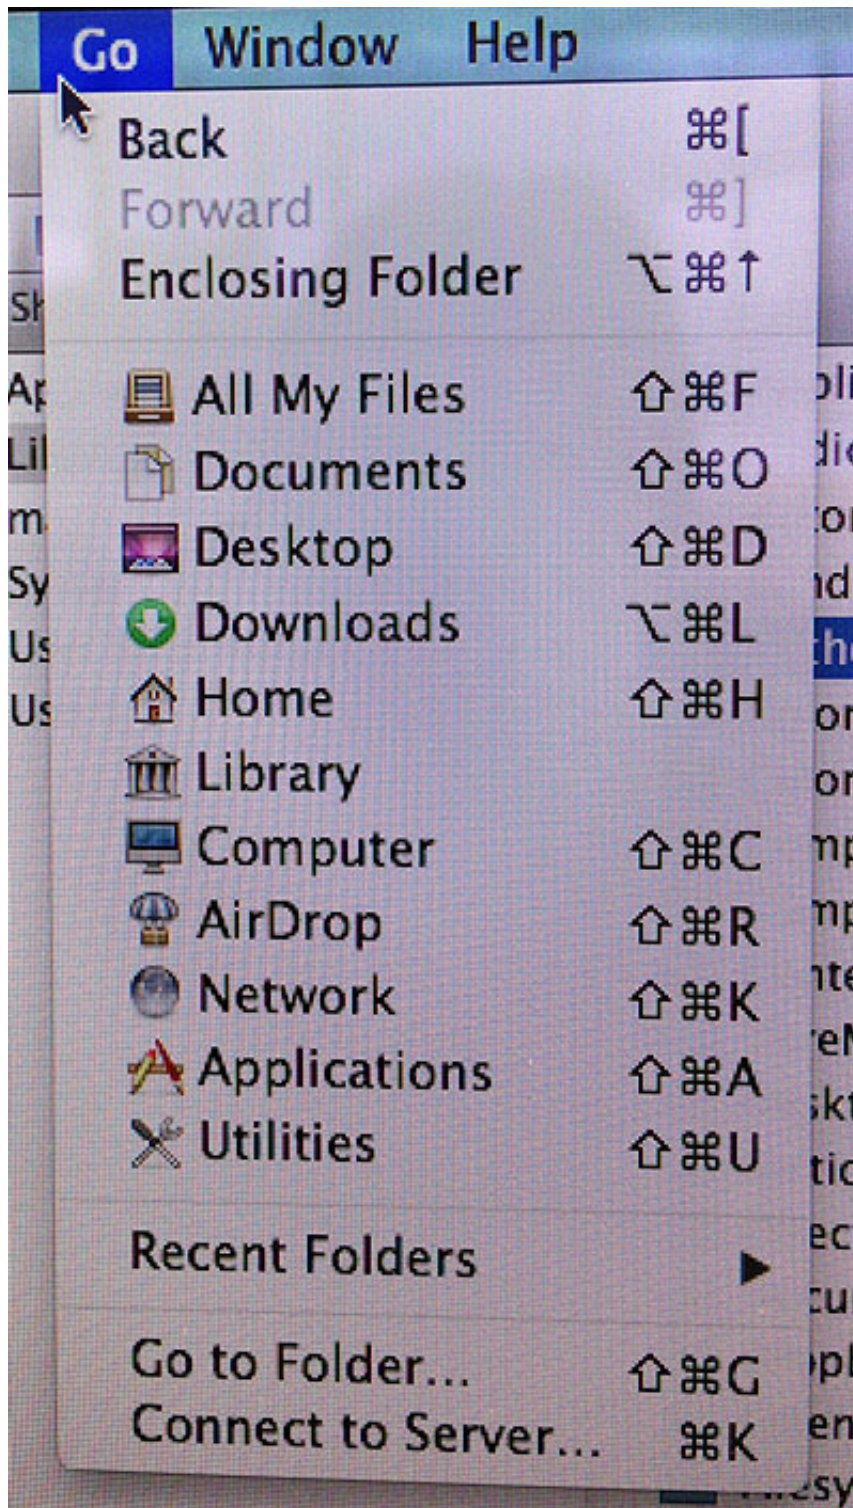 Go Window Help
Back ⌘[
Forward ⌘]
Enclosing Folder ⌥⌘↑
All My Files ⇧⌘F
Documents ⇧⌘O
Desktop ⇧⌘D
Downloads ⌥⌘L
Home ⇧⌘H
Library
Computer ⇧⌘C
AirDrop ⇧⌘R
Network ⇧⌘K
Applications ⇧⌘A
Utilities ⇧⌘U
Recent Folders ▶
Go to Folder... ⇧⌘G
Connect to Server... ⌘K